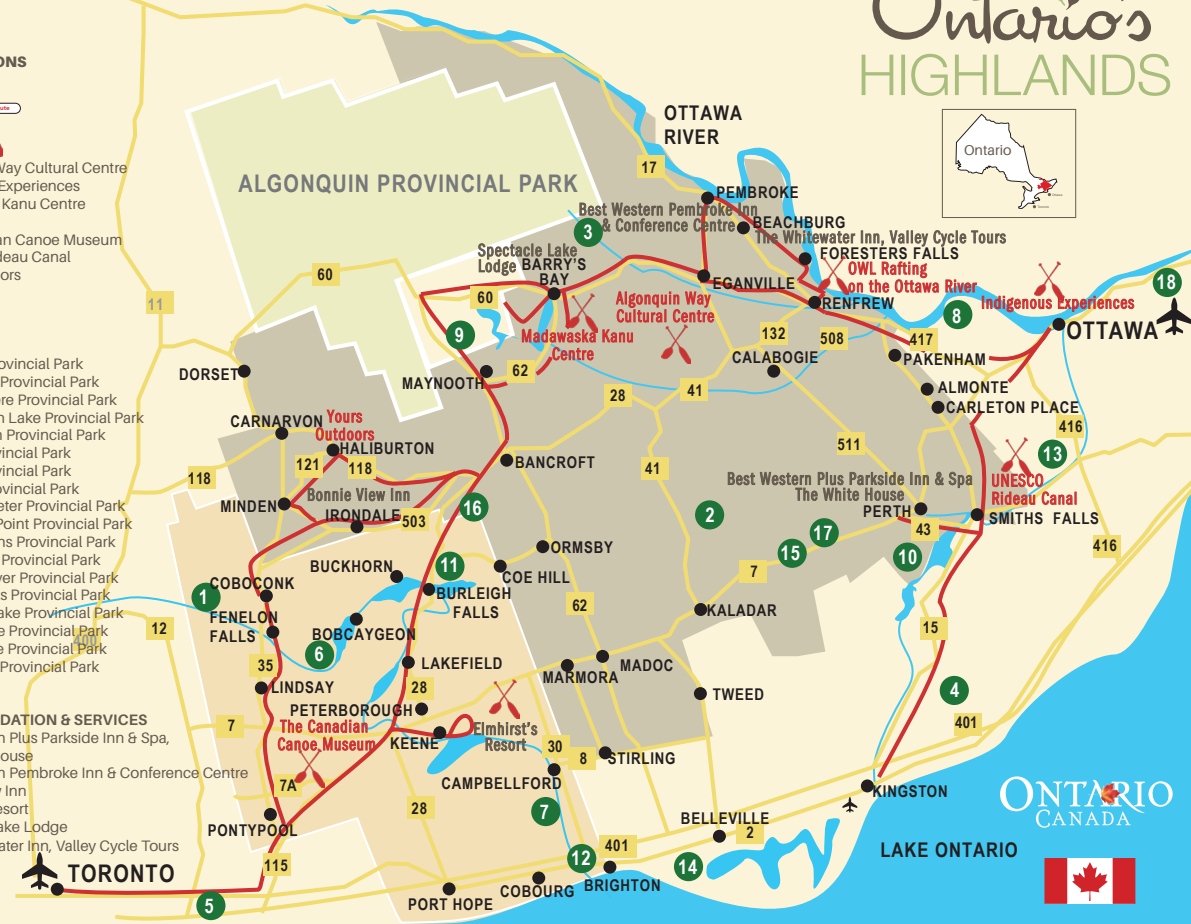 Ontario's
HIGHLANDS
Ontario
OTTAWA
RIVER
17
ALGONQUIN PROVINCIAL PARK
PEMBROKE
Best Western Pembroke Inn
& Conference Centre
3
BEACHBURG
The Whitewater Inn, Valley Cycle Tours
FORESTERS FALLS
Spectacle Lake
Lodge
BARRY'S
BAY
EGANVILLE
OWL Rafting
on the Ottawa River
RENFREW
60
60
11
Algonquin Way
Cultural Centre
Indigenous Experiences
18
8
OTTAWA
9
Madawaska Kanu
Centre
132
508
417
PAKENHAM
CALABOGIE
DORSET
MAYNOOTH
62
28
41
ALMONTE
CARLETON PLACE
416
CARNARVON
Yours
Outdoors
HALIBURTON
121
118
118
BANCROFT
41
511
13
Best Western Plus Parkside Inn & Spa
The White House
PERTH
UNESCO
Rideau Canal
SMITHS FALLS
MINDEN
Bonnie View Inn
IRONDALE
503
16
2
17
15
43
10
416
ORMSBY
BUCKHORN
11
COE HILL
7
COBOCONK
1
BURLEIGH
FALLS
62
KALADAR
FENELON
FALLS
12
400
BOBCAYGEON
6
15
35
LAKEFIELD
MARMORA
MADOC
LINDSAY
28
TWEED
4
PETERBOROUGH
7
The Canadian
Canoe Museum
KEENE
Elmhirst's
Resort
30
8
STIRLING
401
7A
CAMPBELLFORD
28
7
KINGSTON
PONTYPOOL
BELLEVILLE
2
ONTARIO
CANADA
LAKE ONTARIO
115
12
401
14
TORONTO
5
PORT HOPE
COBOURG
BRIGHTON
ONS
ute
Way Cultural Centre
Experiences
Kanu Centre
an Canoe Museum
deau Canal
ors
ovincial Park
Provincial Park
ere Provincial Park
n Lake Provincial Park
n Provincial Park
vincial Park
vincial Park
ovincial Park
eter Provincial Park
Point Provincial Park
ns Provincial Park
Provincial Park
ver Provincial Park
s Provincial Park
ake Provincial Park
e Provincial Park
e Provincial Park
Provincial Park
DATION & SERVICES
n Plus Parkside Inn & Spa,
ouse
n Pembroke Inn & Conference Centre
v Inn
esort
ake Lodge
ater Inn, Valley Cycle Tours